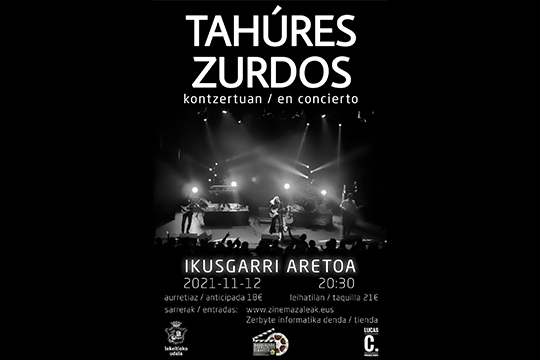 TAHÚRES
ZURDOS
kontzertuan / en concierto
IKUSGARRI ARETOA
2021-11-12 20:30
aurretiaz / anticipada 18€ leihatilan / taquilla 21€
sarrerak / entradas: www.zinemazaleak.eus
Zerbyte informatika denda / tienda
lekeitioko
udala
LUCAS
C.